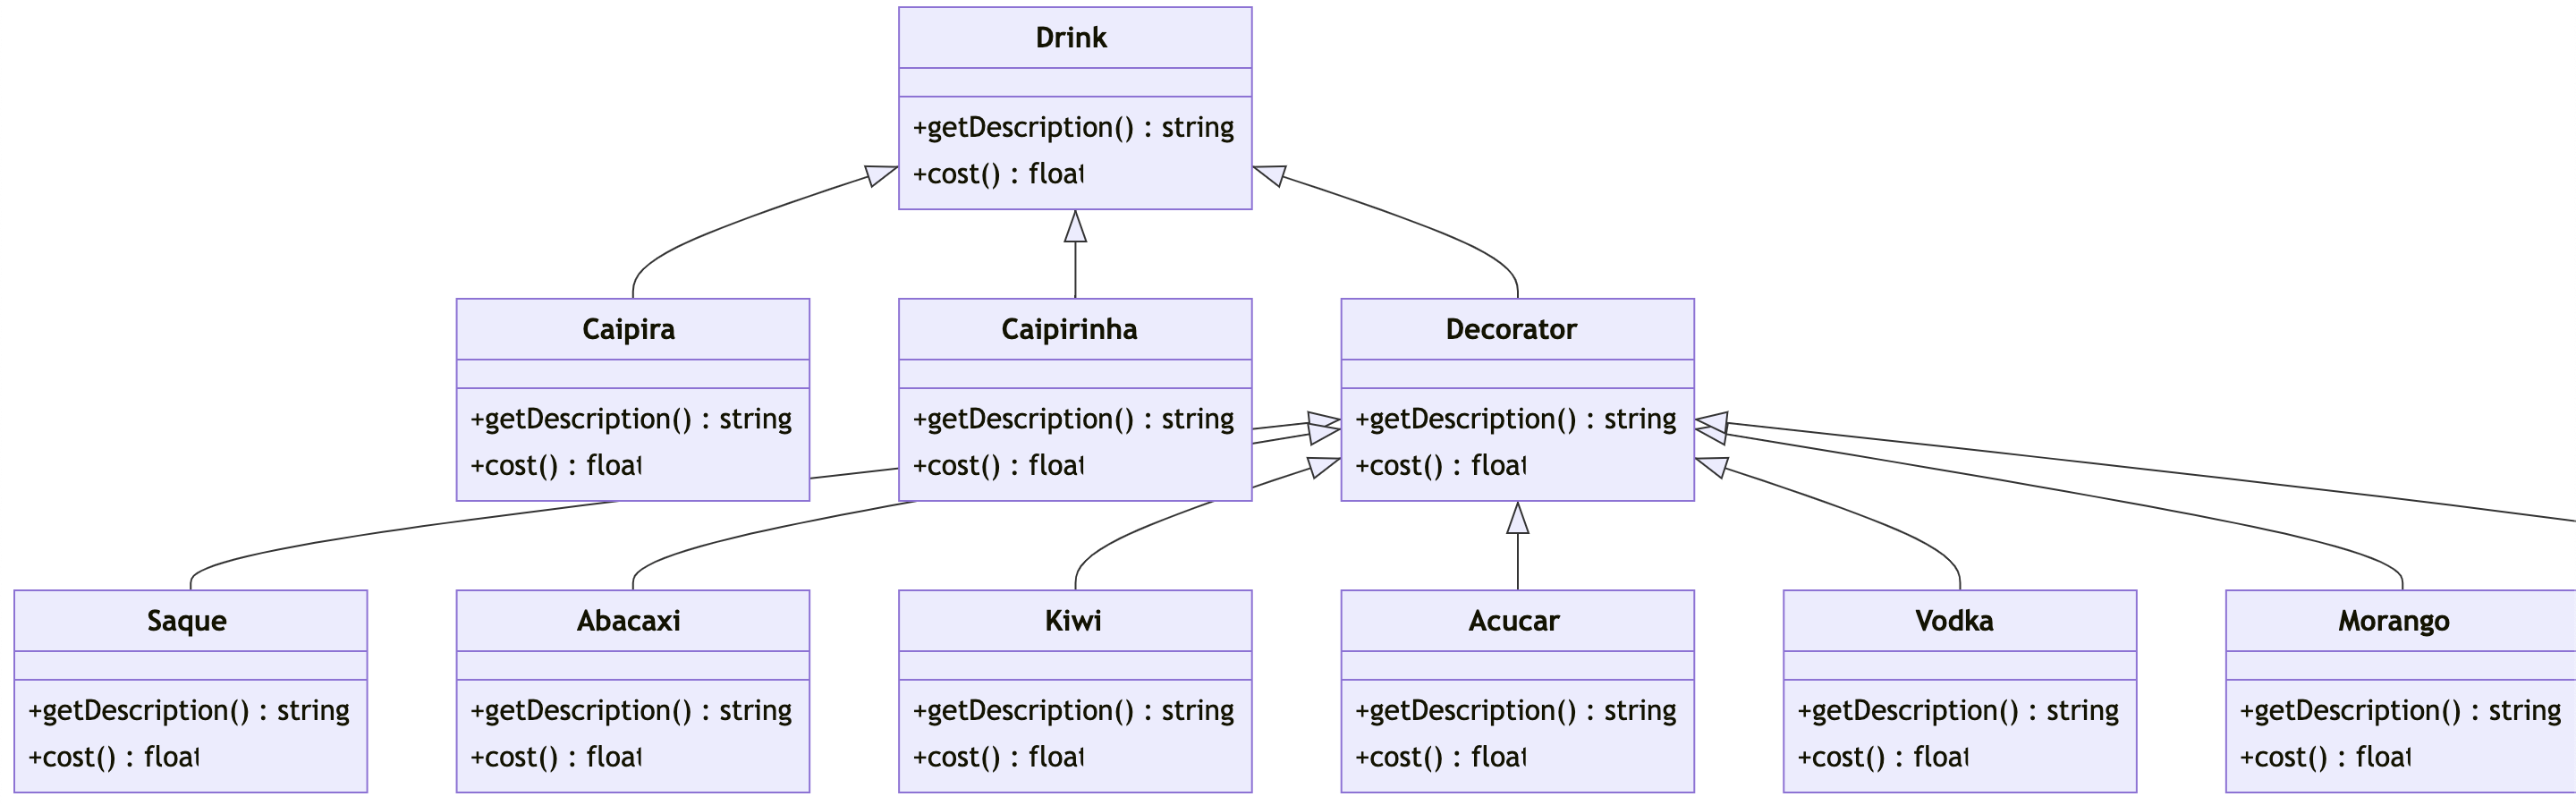 Drink
+getDescription() : string
+cost() : float
Caipira
+getDescription() : string
+cost() : float
Caipirinha
+getDescription() : string
+cost() : float
Decorator
+getDescription() : string
+cost() : float
Saque
+getDescription() : string
+cost() : float
Abacaxi
+getDescription() : string
+cost() : float
Kiwi
+getDescription() : string
+cost() : float
Acucar
+getDescription() : string
+cost() : float
Vodka
+getDescription() : string
+cost() : float
Morango
+getDescription() : string
+cost() : float